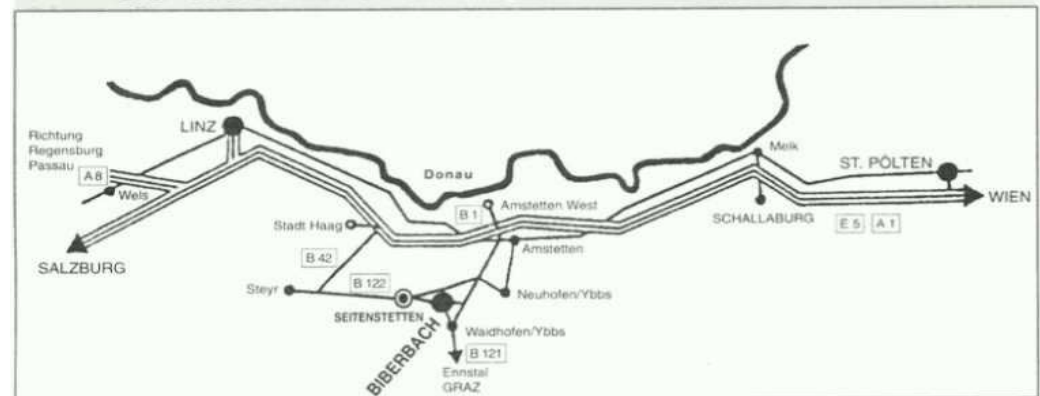 LINZ
Richtung
Regensburg
Passau
A 8
Wels
SALZBURG
Donau
Melk
ST. PÖLTEN
WIEN
SCHALLABURG
E 5
A 1
B 1
Amstetten West
Stadt Haag
Amstetten
B 42
B 122
Steyr
SEITENSTETTEN
Neuhofen/Ybbs
BIBERBACH
Waidhofen/Ybbs
B 121
Ennstal
GRAZ